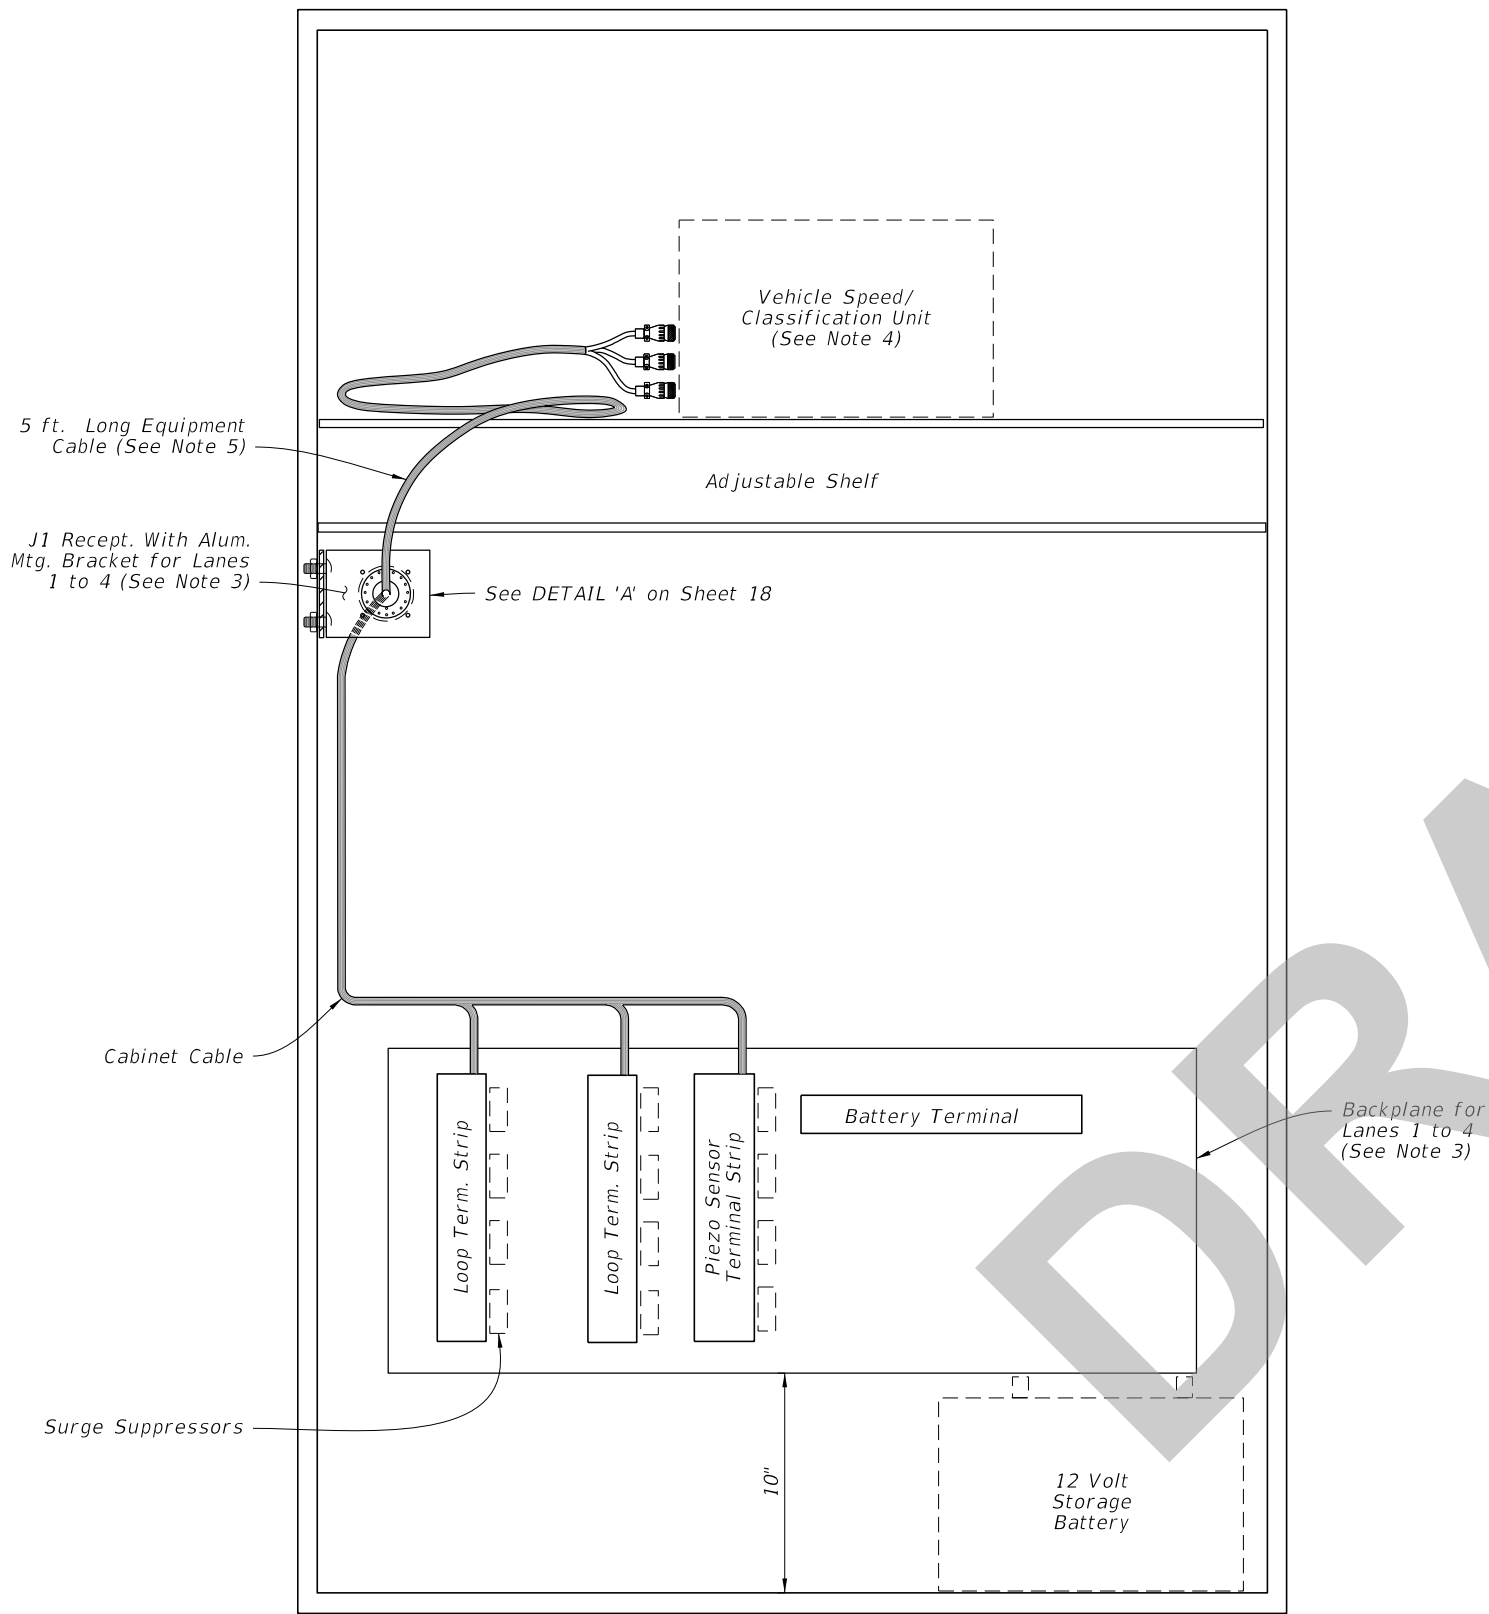 Vehicle Speed/
Classification Unit
(See Note 4)
5 ft. Long Equipment
Cable (See Note 5)
Adjustable Shelf
J1 Recept. With Alum.
Mtg. Bracket for Lanes
1 to 4 (See Note 3)
See DETAIL 'A' on Sheet 18
Cabinet Cable
Loop Term. Strip
Loop Term. Strip
Piezo Sensor
Terminal Strip
Battery Terminal
Backplane for
Lanes 1 to 4
(See Note 3)
Surge Suppressors
10"
12 Volt
Storage
Battery
DRA